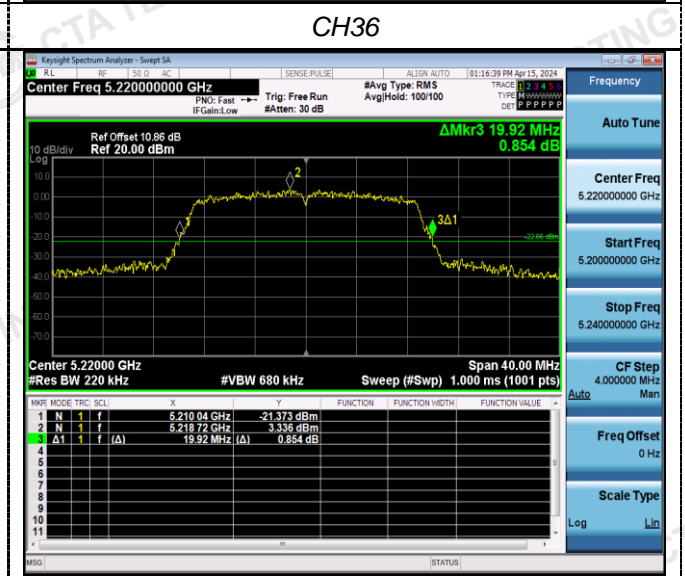 CH36
Keysight Spectrum Analyzer - Swept SA
RL RF 50 Ω AC SENSE:PULSE ALIGN AUTO 01:16:39 PM Apr 15, 2024
Center Freq 5.220000000 GHz
PNO: Fast
IFGain:Low
Trig: Free Run
#Atten: 30 dB
#Avg Type: RMS
Avg|Hold: 100/100
TRACE 1 2 3 4 5 6
TYPE M WWWWW
DET P P P P P P
Frequency
Auto Tune
Center Freq
5.220000000 GHz
Start Freq
5.200000000 GHz
Stop Freq
5.240000000 GHz
CF Step
4.000000 MHz
Auto Man
Freq Offset
0 Hz
Scale Type
Log Lin
ΔMkr3 19.92 MHz
0.854 dB
Ref Offset 10.86 dB
10 dB/div Ref 20.00 dBm
Log
10.0
0.00
-10.0
-20.0
-30.0
-40.0
-50.0
-60.0
-70.0
1
2
3Δ1
-22.66 dBm
Center 5.22000 GHz Span 40.00 MHz
#Res BW 220 kHz #VBW 680 kHz Sweep (#Swp) 1.000 ms (1001 pts)
MKR MODE TRC SCL X Y FUNCTION FUNCTION WIDTH FUNCTION VALUE
1 N 1 f 5.210 04 GHz -21.373 dBm
2 N 1 f 5.218 72 GHz 3.336 dBm
3 Δ1 1 f (Δ) 19.92 MHz (Δ) 0.854 dB
4
5
6
7
8
9
10
11
MSG STATUS